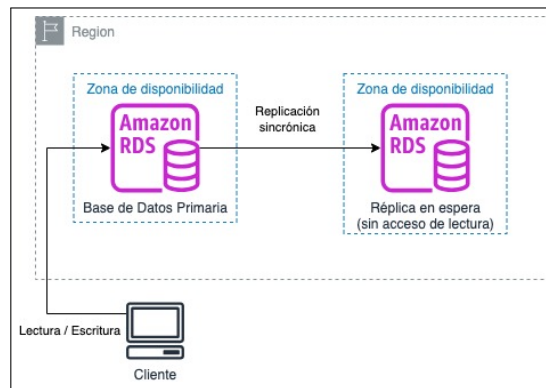 Region
Zona de disponibilidad
Amazon
RDS
Base de Datos Primaria
Replicación
sincrónica
Zona de disponibilidad
Amazon
RDS
Réplica en espera
(sin acceso de lectura)
Lectura / Escritura
Cliente